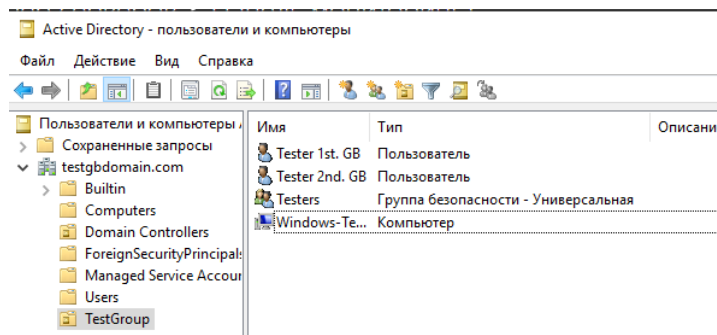 Active Directory - пользователи и компьютеры
Файл Действие Вид Справка
Пользователи и компьютеры
Сохраненные запросы
testgbdomain.com
Builtin
Computers
Domain Controllers
ForeignSecurityPrincipals
Managed Service Accour
Users
TestGroup
Имя Тип Описани
Tester 1st. GB Пользователь
Tester 2nd. GB Пользователь
Testers Группа безопасности - Универсальная
Windows-Te... Компьютер